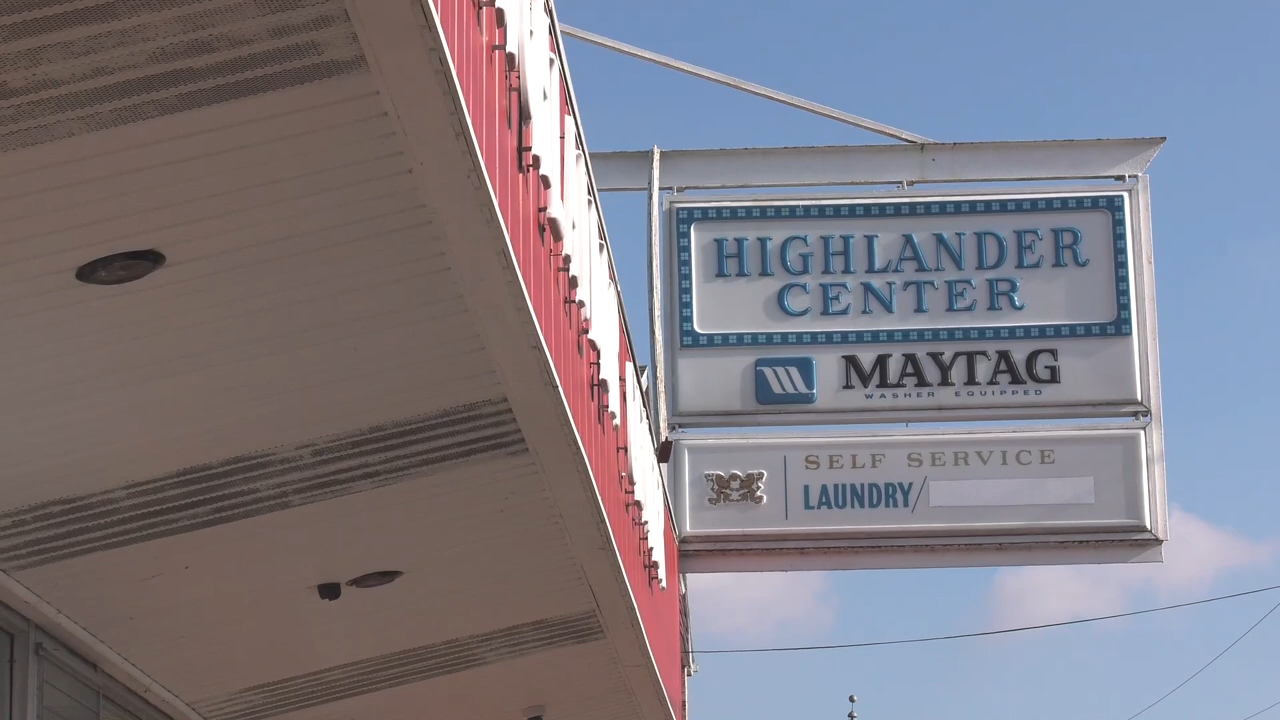 HIGHLANDER
CENTER
MAYTAG
WASHER EQUIPPED
SELF SERVICE
LAUNDRY/